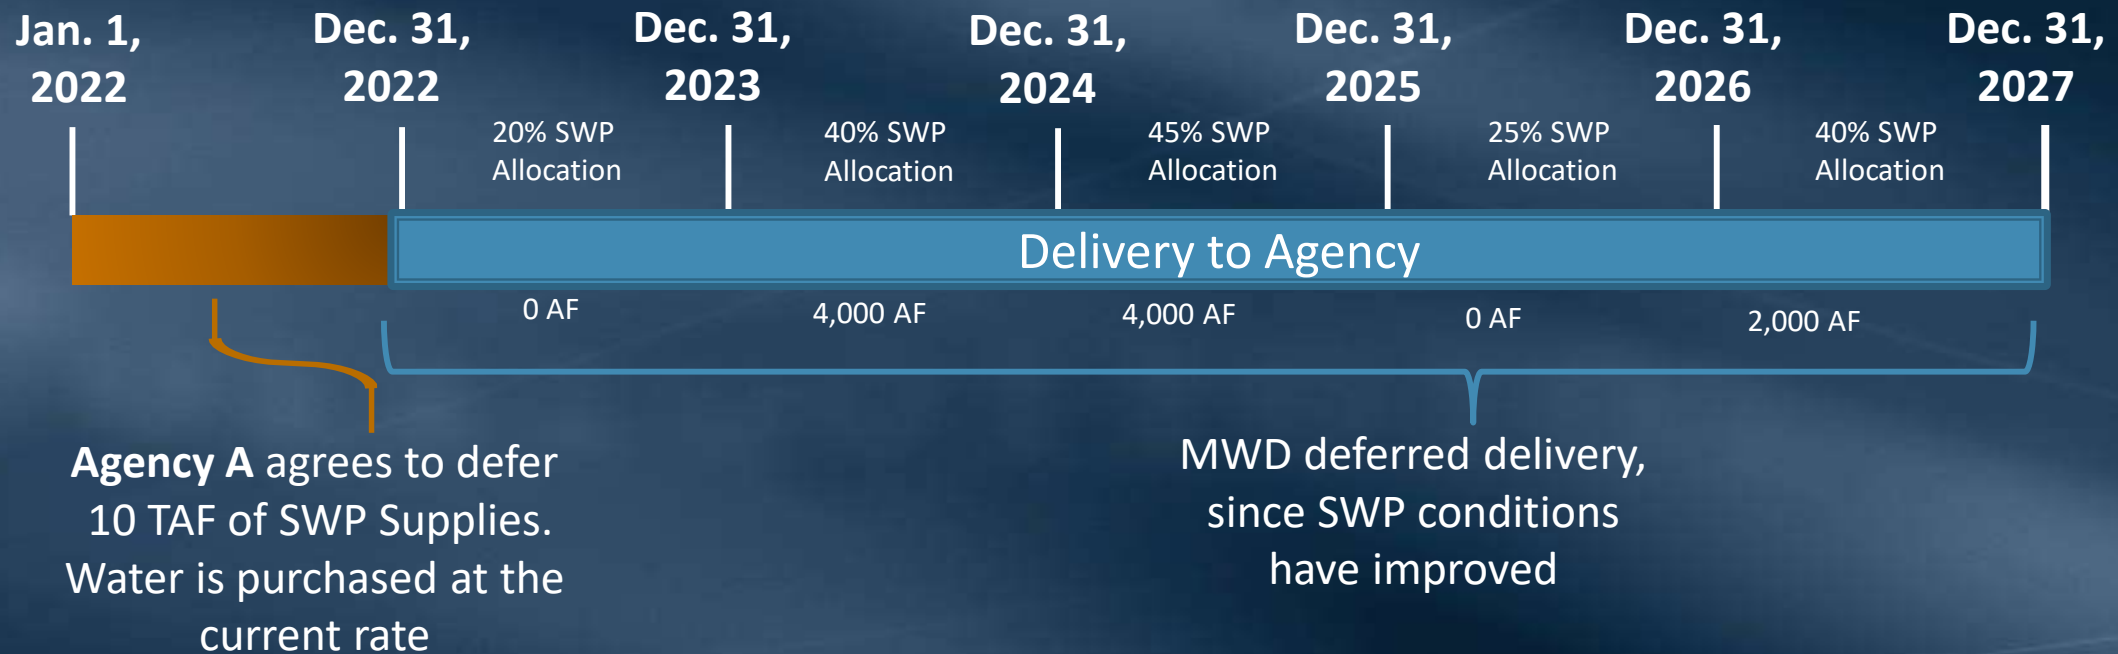 Jan. 1,
2022
Dec. 31,
2022
Dec. 31,
2023
Dec. 31,
2024
Dec. 31,
2025
Dec. 31,
2026
Dec. 31,
2027
20% SWP
Allocation
40% SWP
Allocation
45% SWP
Allocation
25% SWP
Allocation
40% SWP
Allocation
Delivery to Agency
0 AF
4,000 AF
4,000 AF
0 AF
2,000 AF
Agency A agrees to defer
10 TAF of SWP Supplies.
Water is purchased at the
current rate
MWD deferred delivery,
since SWP conditions
have improved